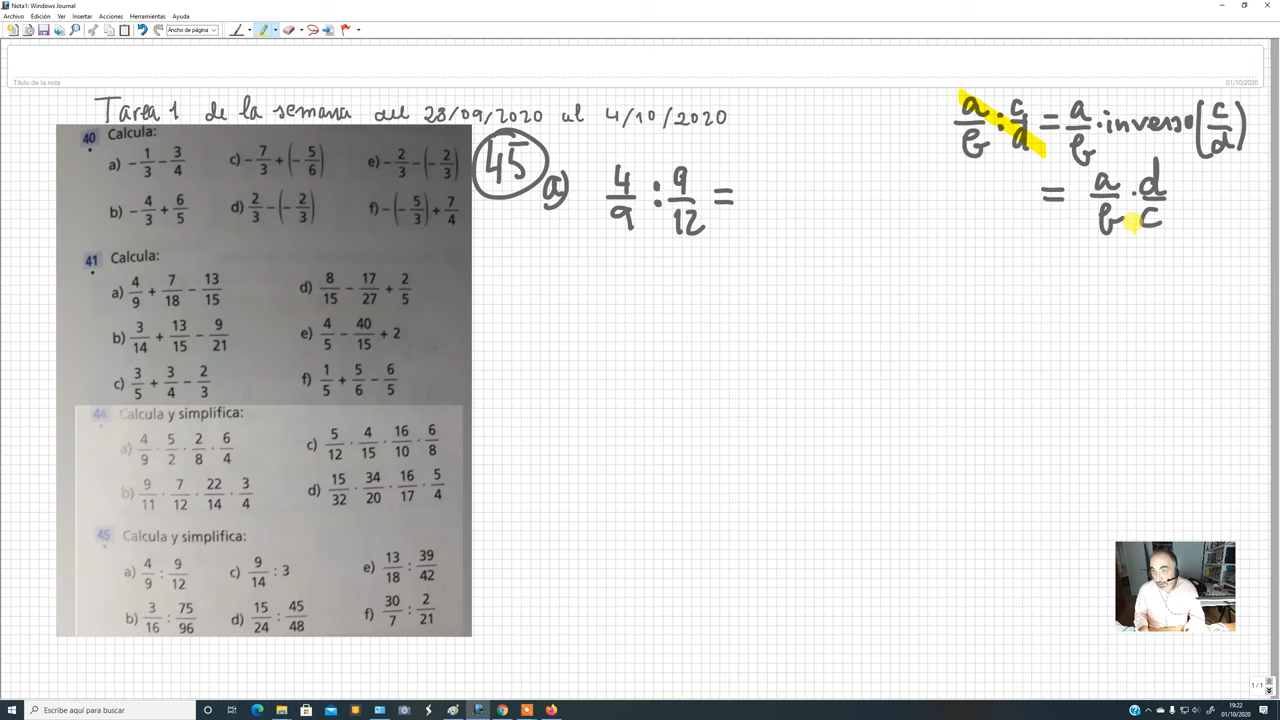 Nota1: Windows Journal
Archivo Edición Ver Insertar Acciones Herramientas Ayuda
Ancho de página
Título de la nota
01/10/2020
Tarea 1 de la semana del 28/09/2020 al 4/10/2020
40 Calcula:
a) -1/3 - 3/4 c) -7/3 + (-5/6) e) -2/3 - (-2/3)
b) -4/3 + 6/5 d) 2/3 - (-2/3) f) -(-5/3) + 7/4
41 Calcula:
a) 4/9 + 7/18 - 13/15 d) 8/15 - 17/27 + 2/5
b) 3/14 + 13/15 - 9/21 e) 4/5 - 40/15 + 2
c) 3/5 + 3/4 - 2/3 f) 1/5 + 5/6 - 6/5
44 Calcula y simplifica:
a) 4/9 · 5/2 · 2/8 · 6/4 c) 5/12 · 4/15 · 16/10 · 6/8
b) 9/11 · 7/12 · 22/14 · 3/4 d) 15/32 · 34/20 · 16/17 · 5/4
45 Calcula y simplifica:
a) 4/9 : 9/12 c) 9/14 : 3 e) 13/18 : 39/42
b) 3/16 : 75/96 d) 15/24 : 45/48 f) 30/7 : 2/21
45 a) 4/9 : 9/12 =
a/b : c/d = a/b · inverso (c/d)
= a/b · d/c
1/1
Escribe aquí para buscar
19:22
01/10/2020